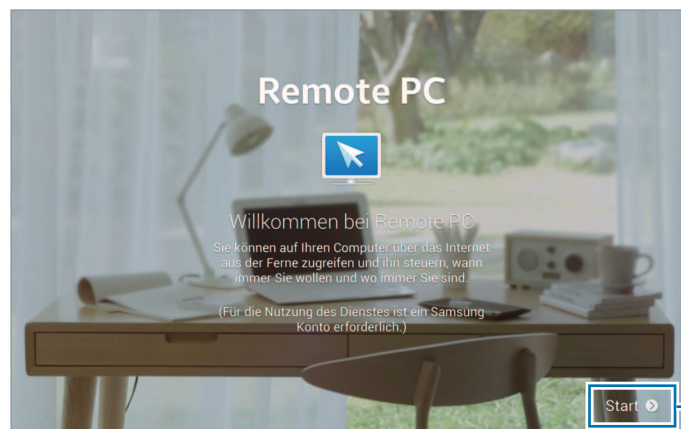 Remote PC
Willkommen bei Remote PC
Sie können auf Ihren Computer über das Internet
aus der Ferne zugreifen und ihn steuern, wann
immer Sie wollen und wo immer Sie sind.
(Für die Nutzung des Dienstes ist ein Samsung
Konto erforderlich.)
Start